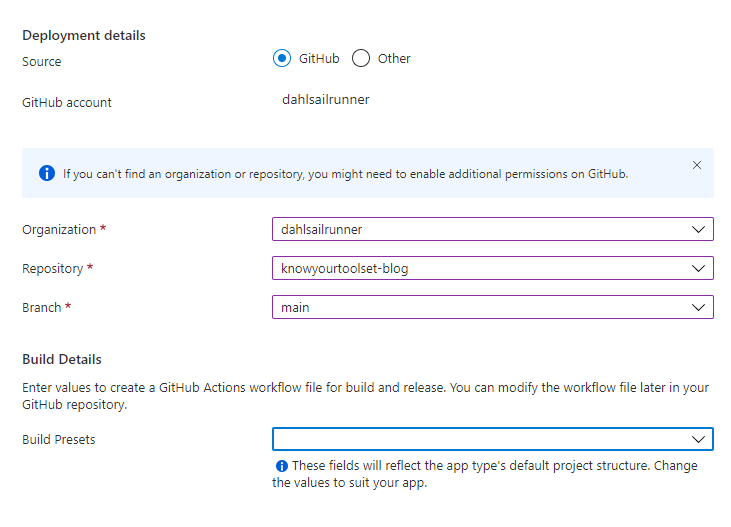 Deployment details
Source GitHub Other
GitHub account dahlsailrunner
If you can't find an organization or repository, you might need to enable additional permissions on GitHub.
Organization * dahlsailrunner
Repository * knowyourtoolset-blog
Branch * main
Build Details
Enter values to create a GitHub Actions workflow file for build and release. You can modify the workflow file later in your
GitHub repository.
Build Presets
These fields will reflect the app type's default project structure. Change
the values to suit your app.